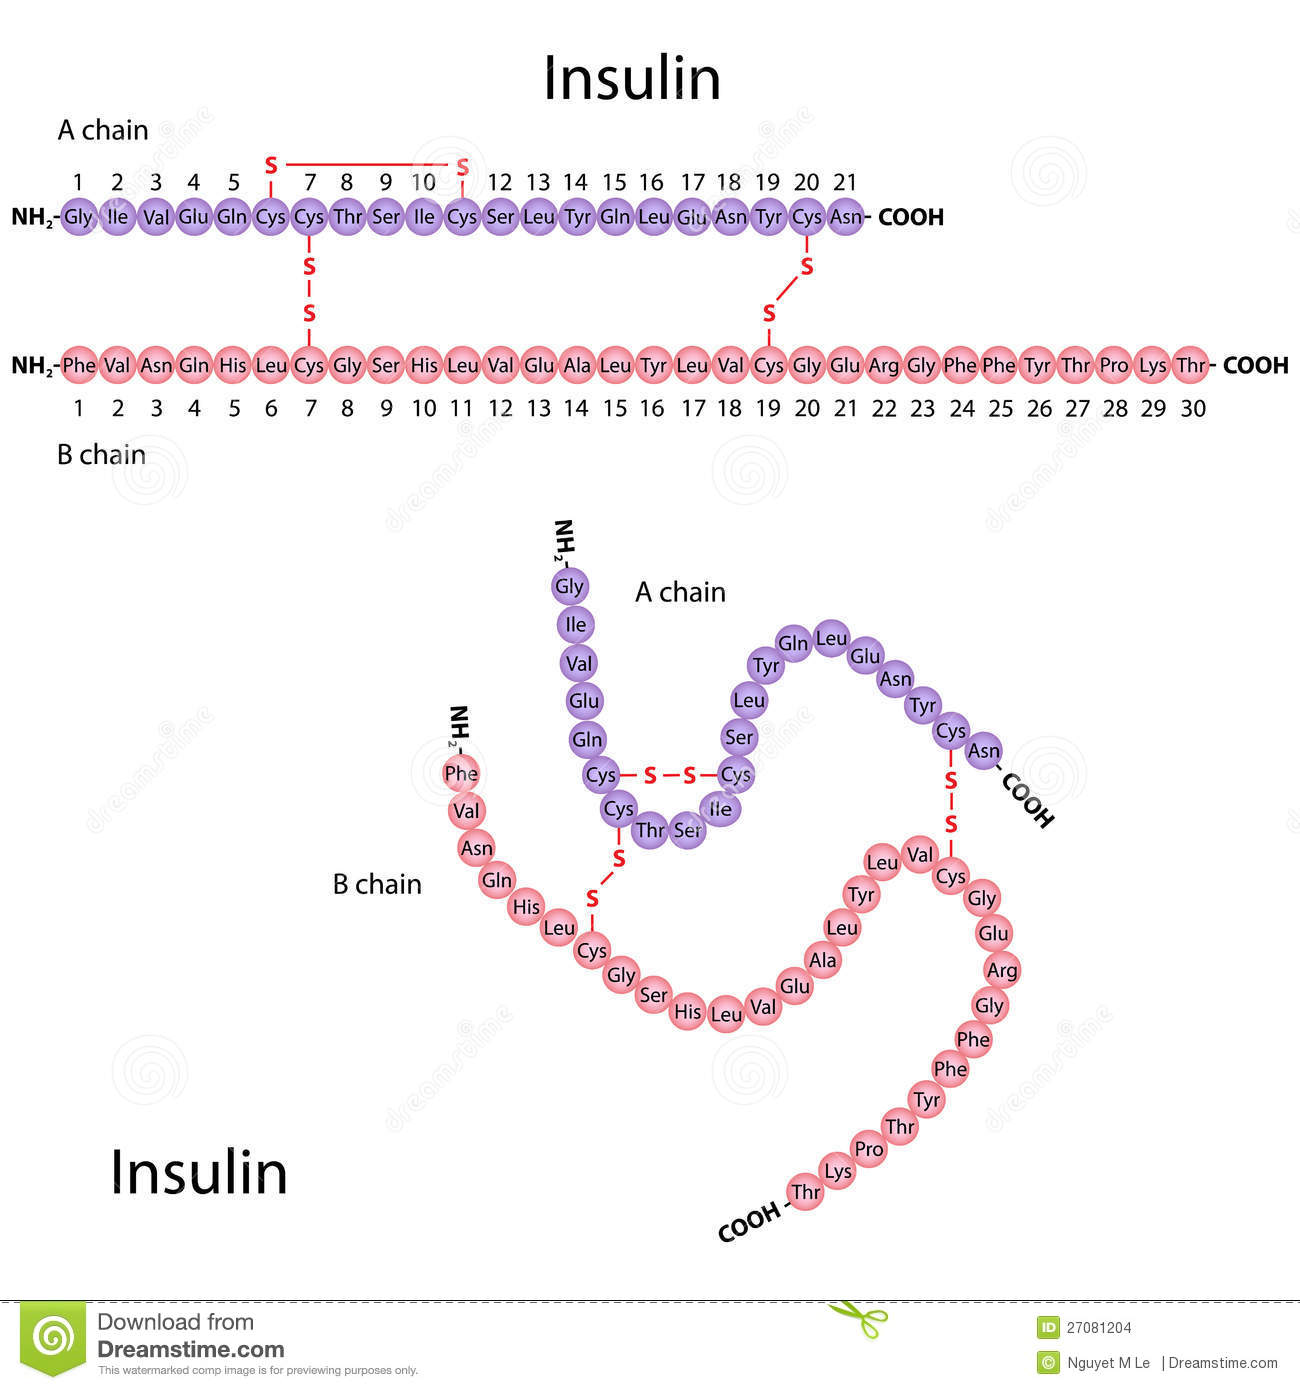 Insulin
A chain
S S
1 2 3 4 5 7 8 9 10 12 13 14 15 16 17 18 19 20 21
NH2-Gly Ile Val Glu Gln Cys Cys Thr Ser Ile Cys Ser Leu Tyr Gln Leu Glu Asn Tyr Cys Asn- COOH
S S
S S
NH2-Phe Val Asn Gln His Leu Cys Gly Ser His Leu Val Glu Ala Leu Tyr Leu Val Cys Gly Glu Arg Gly Phe Phe Tyr Thr Pro Lys Thr- COOH
1 2 3 4 5 6 7 8 9 10 11 12 13 14 15 16 17 18 19 20 21 22 23 24 25 26 27 28 29 30
B chain
A chain
NH2-
Gly
Ile
Val
Glu
Gln
Cys
Cys
Thr
Ser
Ile
Cys
Ser
Leu
Tyr
Gln
Leu
Glu
Asn
Tyr
Cys
Asn
-COOH
S S
S
S
S
S
B chain
NH2-
Phe
Val
Asn
Gln
His
Leu
Cys
Gly
Ser
His
Leu
Val
Glu
Ala
Leu
Tyr
Leu
Val
Cys
Gly
Glu
Arg
Gly
Phe
Phe
Tyr
Thr
Pro
Lys
Thr
COOH-
Insulin
dreamstime
dreamstime
dreamstime
dreamstime
dreamstime
dreamstime
dreamstime
dreamstime
Download from
Dreamstime.com
This watermarked comp image is for previewing purposes only.
ID 27081204
© Nguyet M Le | Dreamstime.com